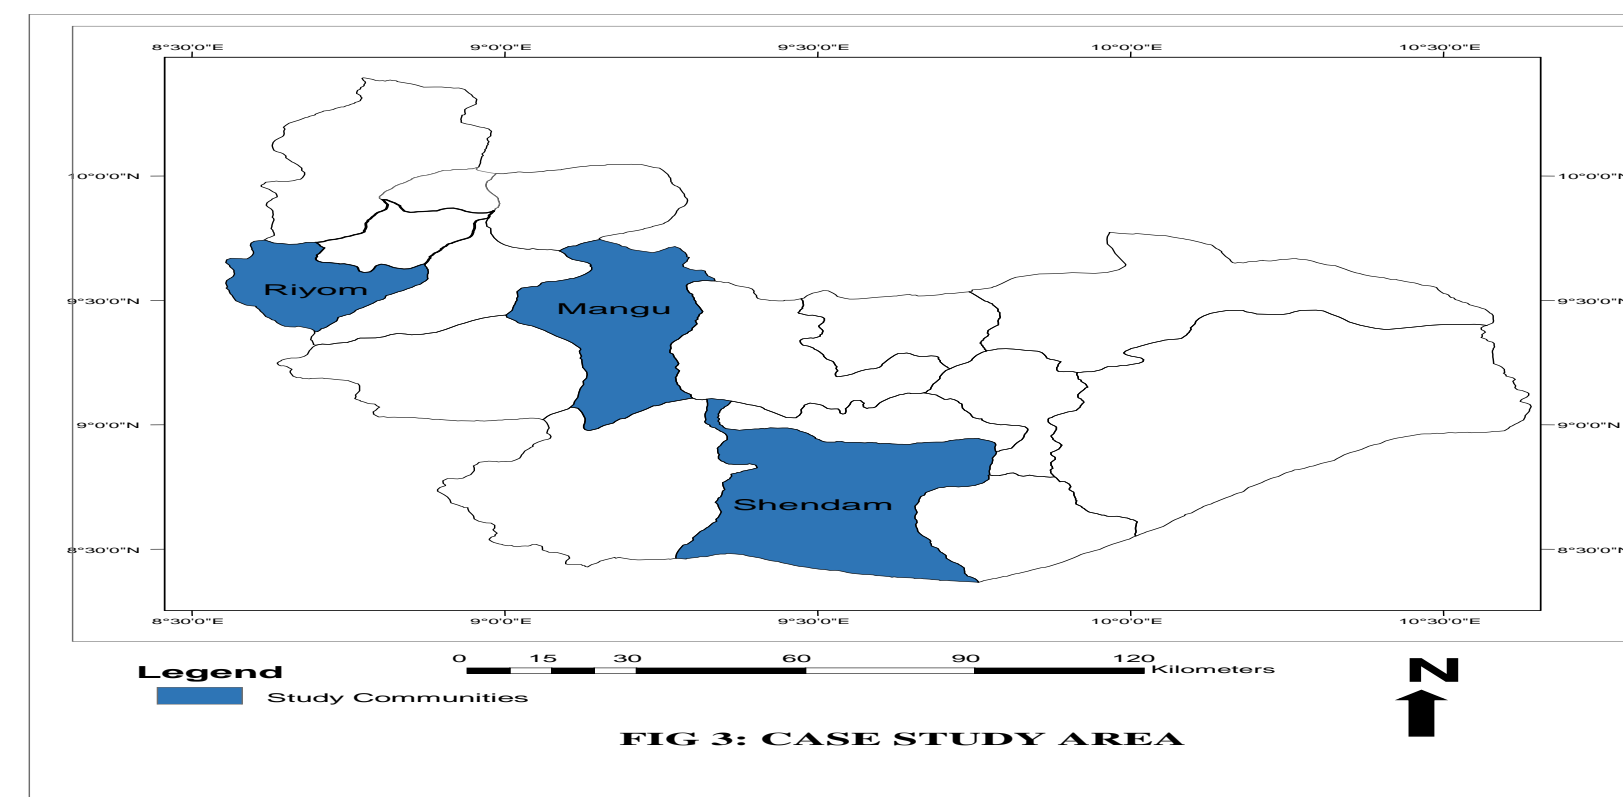 8°30'0"E 9°0'0"E 9°30'0"E 10°0'0"E 10°30'0"E
10°0'0"N 10°0'0"N
Riyom
9°30'0"N Mangu 9°30'0"N
9°0'0"N 9°0'0"N
Shendam
8°30'0"N 8°30'0"N
8°30'0"E 9°0'0"E 9°30'0"E 10°0'0"E 10°30'0"E
0 15 30 60 90 120
Kilometers
Legend
Study Communities
N
FIG 3: CASE STUDY AREA